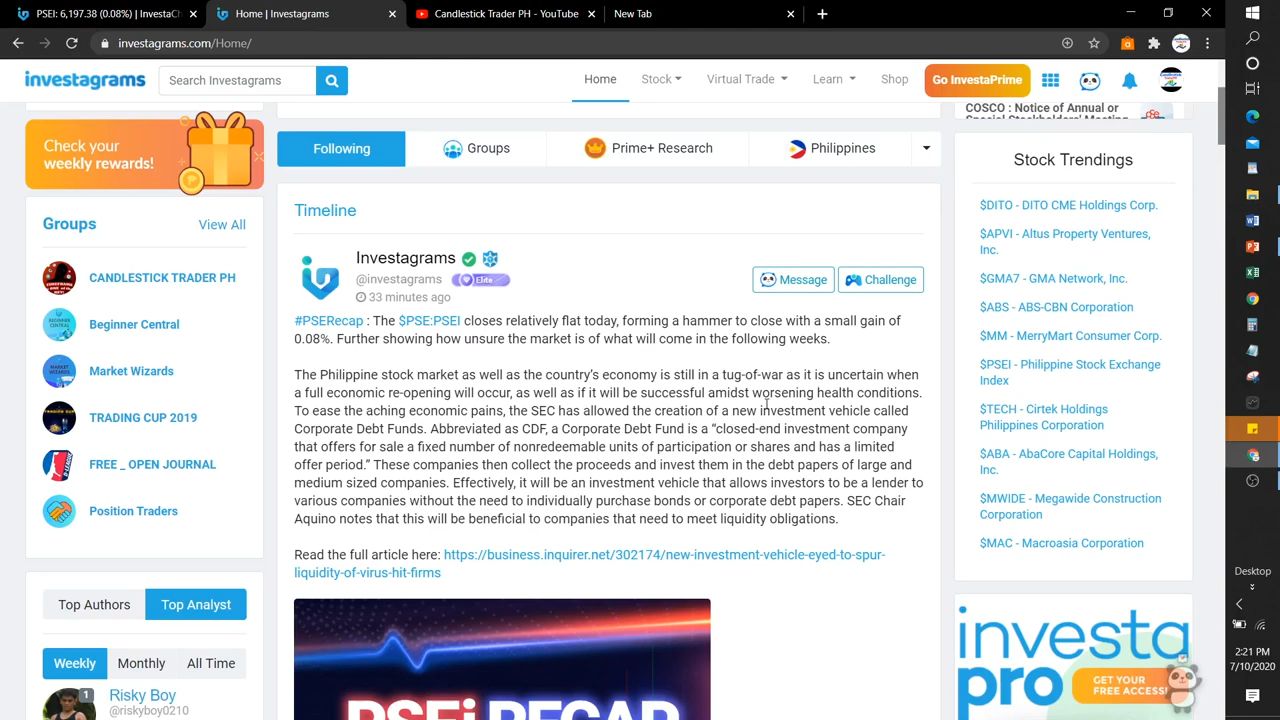 PSEI: 6,197.38 (0.08%) | InvestaC
Home | Investagrams
Candlestick Trader PH - YouTube
New Tab
investagrams.com/Home/
investagrams
Search Investagrams
Home
Stock
Virtual Trade
Learn
Shop
Go InvestaPrime
Check your
weekly rewards!
Groups
View All
CANDLESTICK TRADER PH
Beginner Central
Market Wizards
TRADING CUP 2019
FREE _ OPEN JOURNAL
Position Traders
Top Authors
Top Analyst
Weekly
Monthly
All Time
1
Risky Boy
@riskyboy0210
Following
Groups
Prime+ Research
Philippines
Timeline
Investagrams
@investagrams
Elite
33 minutes ago
Message
Challenge
#PSERecap : The $PSE:PSEI closes relatively flat today, forming a hammer to close with a small gain of
0.08%. Further showing how unsure the market is of what will come in the following weeks.
The Philippine stock market as well as the country's economy is still in a tug-of-war as it is uncertain when
a full economic re-opening will occur, as well as if it will be successful amidst worsening health conditions.
To ease the aching economic pains, the SEC has allowed the creation of a new investment vehicle called
Corporate Debt Funds. Abbreviated as CDF, a Corporate Debt Fund is a “closed-end investment company
that offers for sale a fixed number of nonredeemable units of participation or shares and has a limited
offer period.” These companies then collect the proceeds and invest them in the debt papers of large and
medium sized companies. Effectively, it will be an investment vehicle that allows investors to be a lender to
various companies without the need to individually purchase bonds or corporate debt papers. SEC Chair
Aquino notes that this will be beneficial to companies that need to meet liquidity obligations.
Read the full article here: https://business.inquirer.net/302174/new-investment-vehicle-eyed-to-spur-
liquidity-of-virus-hit-firms
PSEi RECAP
COSCO : Notice of Annual or
Special Stockholders' Meeting
Stock Trendings
$DITO - DITO CME Holdings Corp.
$APVI - Altus Property Ventures,
Inc.
$GMA7 - GMA Network, Inc.
$ABS - ABS-CBN Corporation
$MM - MerryMart Consumer Corp.
$PSEI - Philippine Stock Exchange
Index
$TECH - Cirtek Holdings
Philippines Corporation
$ABA - AbaCore Capital Holdings,
Inc.
$MWIDE - Megawide Construction
Corporation
$MAC - Macroasia Corporation
investa
pro
GET YOUR
FREE ACCESS!
Desktop
2:21 PM
7/10/2020